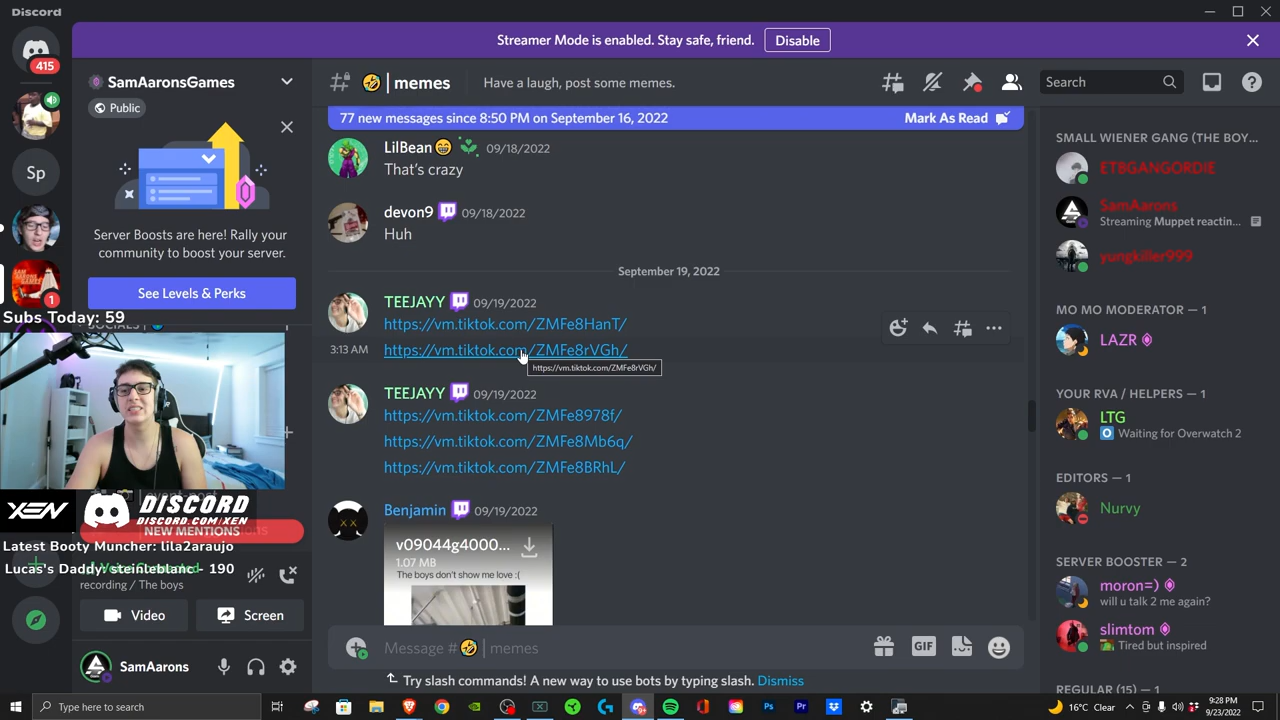 Discord
Streamer Mode is enabled. Stay safe, friend.
Disable
415
SamAaronsGames
Public
Server Boosts are here! Rally your
community to boost your server.
See Levels & Perks
Sp
1
Subs Today: 59
XEN
DISCORD
DISCORD.COM/XEN
NEW MENTIONS
Latest Booty Muncher: lila2araujo
recording / The boys
Video
Screen
SamAarons
memes
Have a laugh, post some memes.
Search
77 new messages since 8:50 PM on September 16, 2022
Mark As Read
LilBean 09/18/2022
That's crazy
devon9 09/18/2022
Huh
September 19, 2022
TEEJAYY 09/19/2022
https://vm.tiktok.com/ZMFe8HanT/
3:13 AM
https://vm.tiktok.com/ZMFe8rVGh/
https://vm.tiktok.com/ZMFe8rVGh/
TEEJAYY 09/19/2022
https://vm.tiktok.com/ZMFe8978f/
https://vm.tiktok.com/ZMFe8Mb6q/
https://vm.tiktok.com/ZMFe8BRhL/
Benjamin 09/19/2022
v09044g4000...
1.07 MB
The boys don't show me love :(
Message # | memes
GIF
Try slash commands! A new way to use bots by typing slash. Dismiss
SMALL WIENER GANG (THE BOY...
ETBGANGORDIE
SamAarons
Streaming Muppet reactin...
yungkiller999
MO MO MODERATOR — 1
LAZR
YOUR RVA / HELPERS — 1
LTG
Waiting for Overwatch 2
EDITORS — 1
Nurvy
SERVER BOOSTER — 2
moron=)
will u talk 2 me again?
slimtom
Tired but inspired
REGULAR (15) — 1
Type here to search
16°C Clear
9:28 PM
9/23/2022